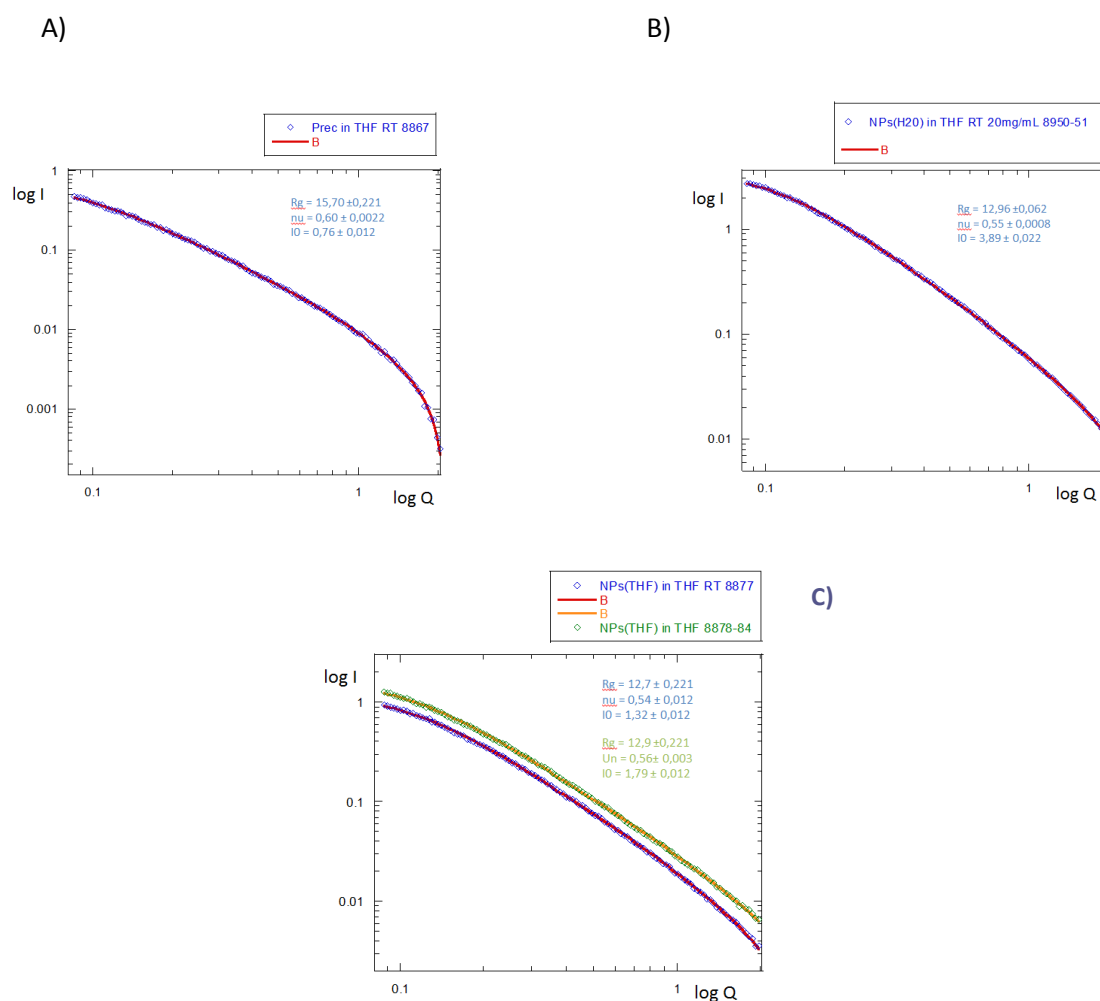 A)
B)
Prec in THF RT 8867
B
NPs(H20) in THF RT 20mg/mL 8950-51
B
log I
1
0.1
0.01
0.001
Rg = 15,70 ±0,221
nu = 0,60 ± 0,0022
I0 = 0,76 ± 0,012
0.1
1
log Q
log I
1
0.1
0.01
Rg = 12,96 ±0,062
nu = 0,55 ± 0,0008
I0 = 3,89 ± 0,022
0.1
1
log Q
NPs(THF) in THF RT 8877
B
B
NPs(THF) in THF 8878-84
C)
log I
1
0.1
0.01
Rg = 12,7 ± 0,221
nu = 0,54 ± 0,012
I0 = 1,32 ± 0,012
Rg = 12,9 ±0,221
Un = 0,56± 0,003
I0 = 1,79 ± 0,012
0.1
1
log Q